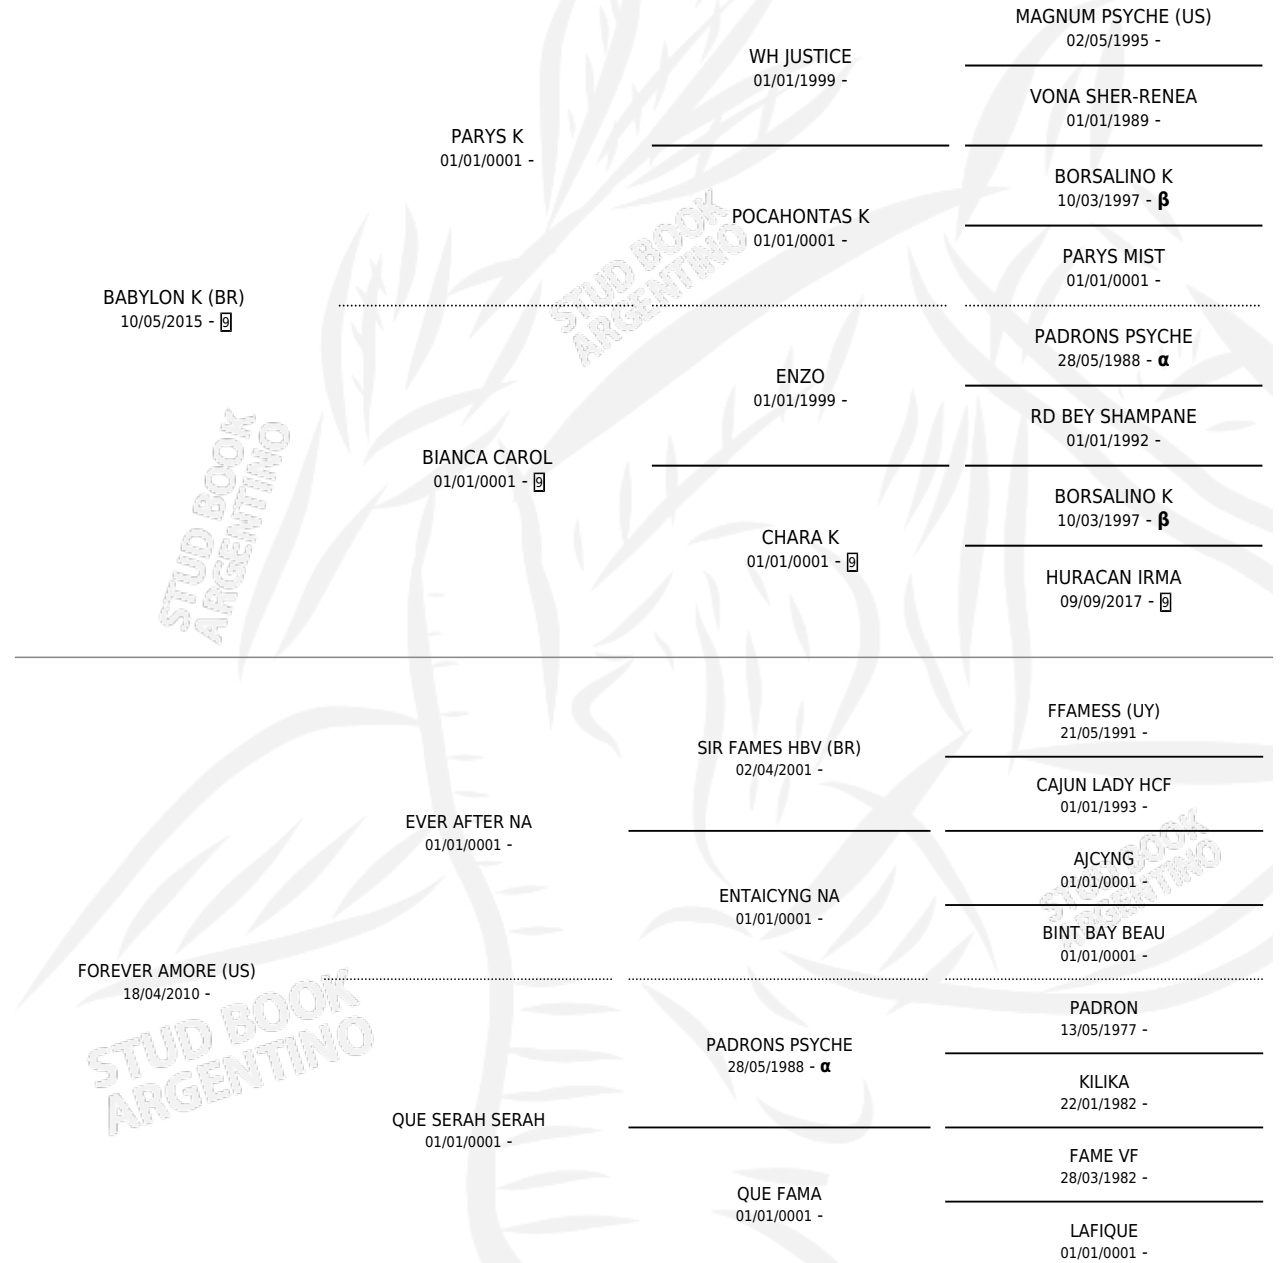 MAGNUM PSYCHE (US)
02/05/1995 -
WH JUSTICE
01/01/1999 -
VONA SHER-RENEA
01/01/1989 -
PARYS K
01/01/0001 -
BORSALINO K
10/03/1997 - β
POCAHONTAS K
01/01/0001 -
PARYS MIST
01/01/0001 -
BABYLON K (BR)
10/05/2015 - 9
PADRONS PSYCHE
28/05/1988 - α
ENZO
01/01/1999 -
RD BEY SHAMPANE
01/01/1992 -
BIANCA CAROL
01/01/0001 - 9
BORSALINO K
10/03/1997 - β
CHARA K
01/01/0001 - 9
HURACAN IRMA
09/09/2017 - 9
FFAMESS (UY)
21/05/1991 -
SIR FAMES HBV (BR)
02/04/2001 -
CAJUN LADY HCF
01/01/1993 -
EVER AFTER NA
01/01/0001 -
AJCYNG
01/01/0001 -
ENTAICYNG NA
01/01/0001 -
BINT BAY BEAU
01/01/0001 -
FOREVER AMORE (US)
18/04/2010 -
PADRON
13/05/1977 -
PADRONS PSYCHE
28/05/1988 - α
KILIKA
22/01/1982 -
QUE SERAH SERAH
01/01/0001 -
FAME VF
28/03/1982 -
QUE FAMA
01/01/0001 -
LAFIQUE
01/01/0001 -
STUD BOOK
ARGENTINO
STUD BOOK
ARGENTINO
STUD BOOK
ARGENTINO
STUD BOOK
ARGENTINO